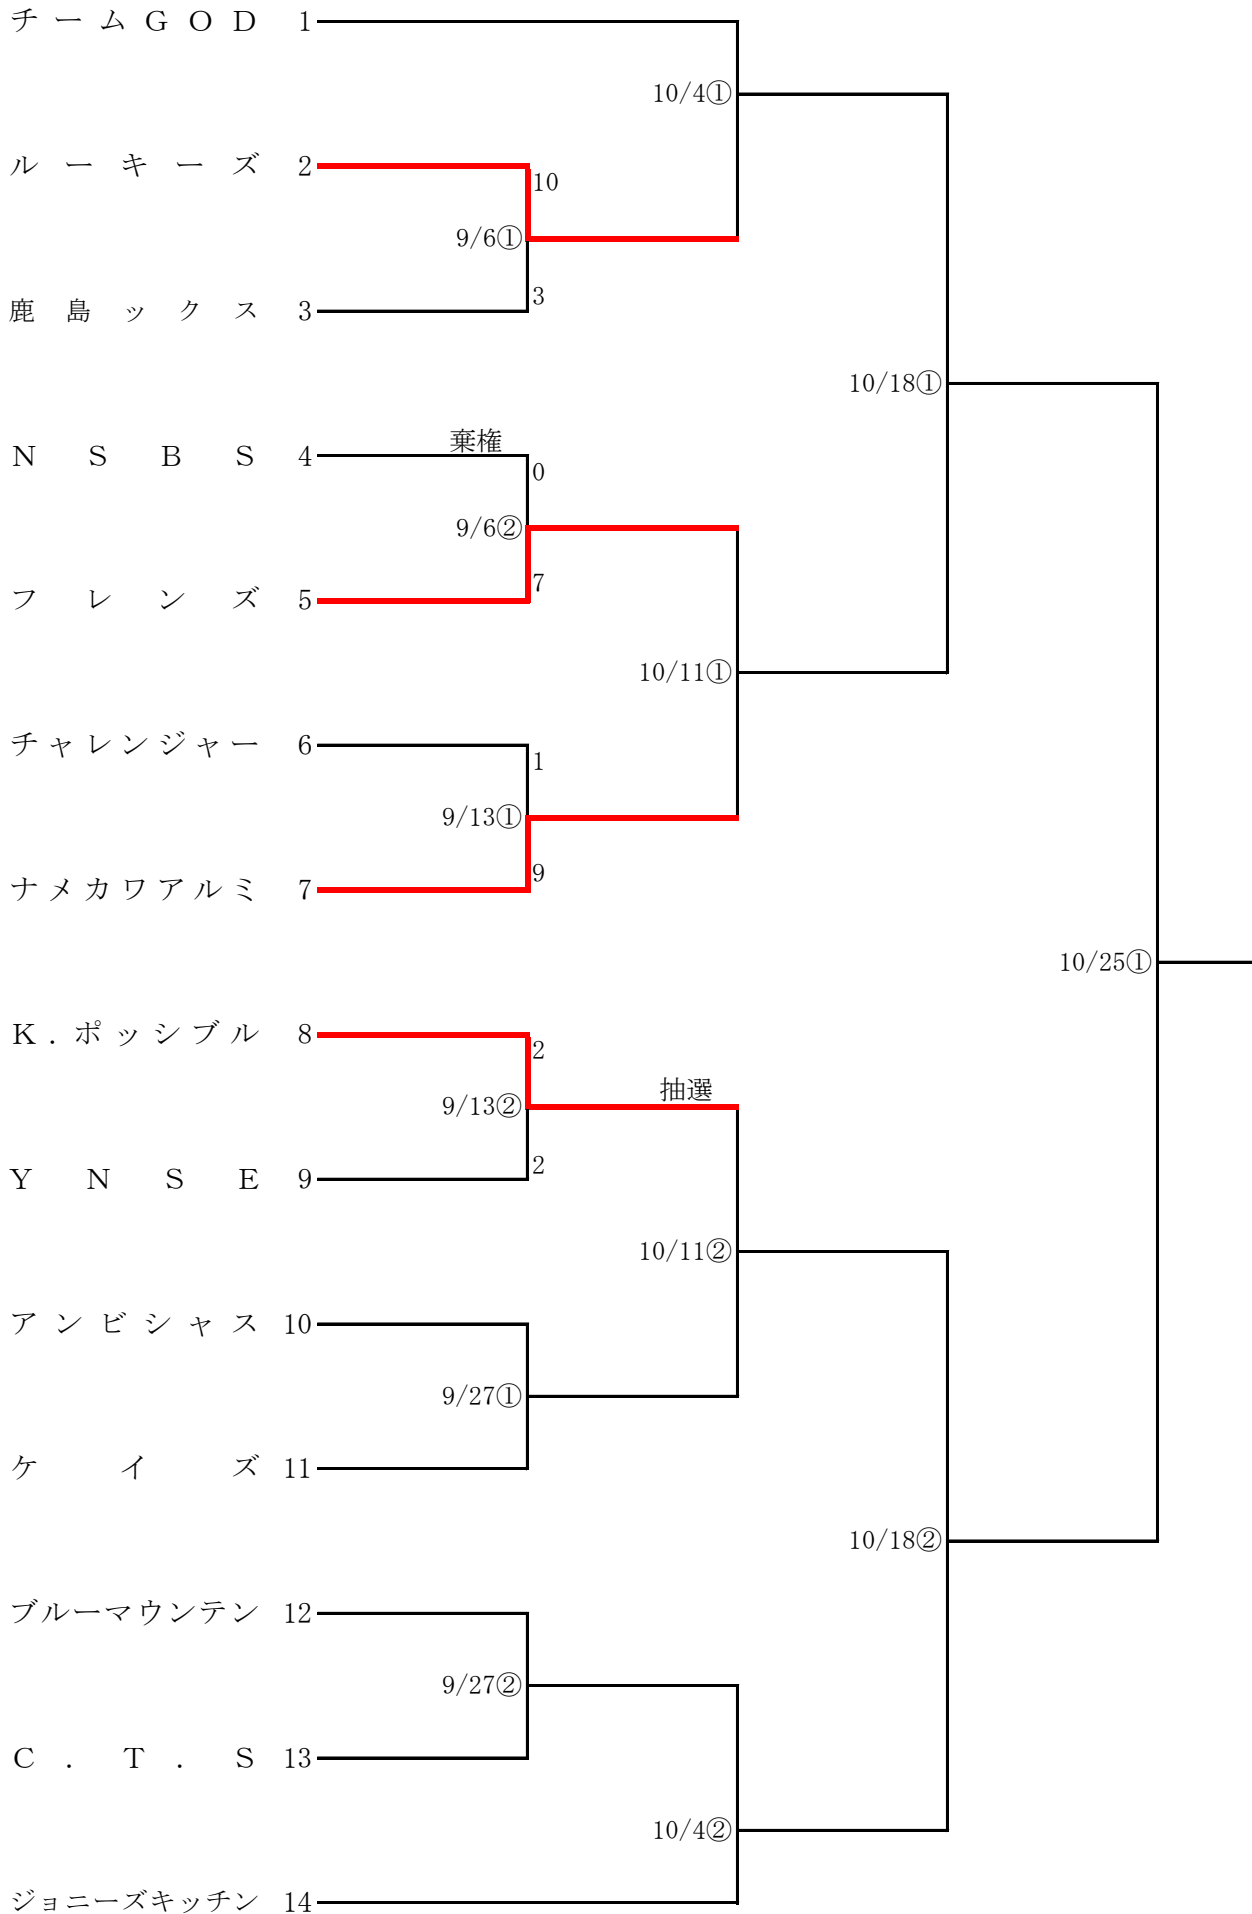 チームGOD 1
10/4①
ルーキーズ 2
10
9/6①
3
鹿島ックス 3
10/18①
棄権
NSBS 4
0
9/6②
7
フレンズ 5
10/11①
チャレンジャー 6
1
9/13①
9
ナメカワアルミ 7
10/25①
K.ポッシブル 8
2
抽選
9/13②
2
YNSE 9
10/11②
アンビシャス 10
9/27①
ケイズ 11
10/18②
ブルーマウンテン 12
9/27②
C.T.S 13
10/4②
ジョニーズキッチン 14